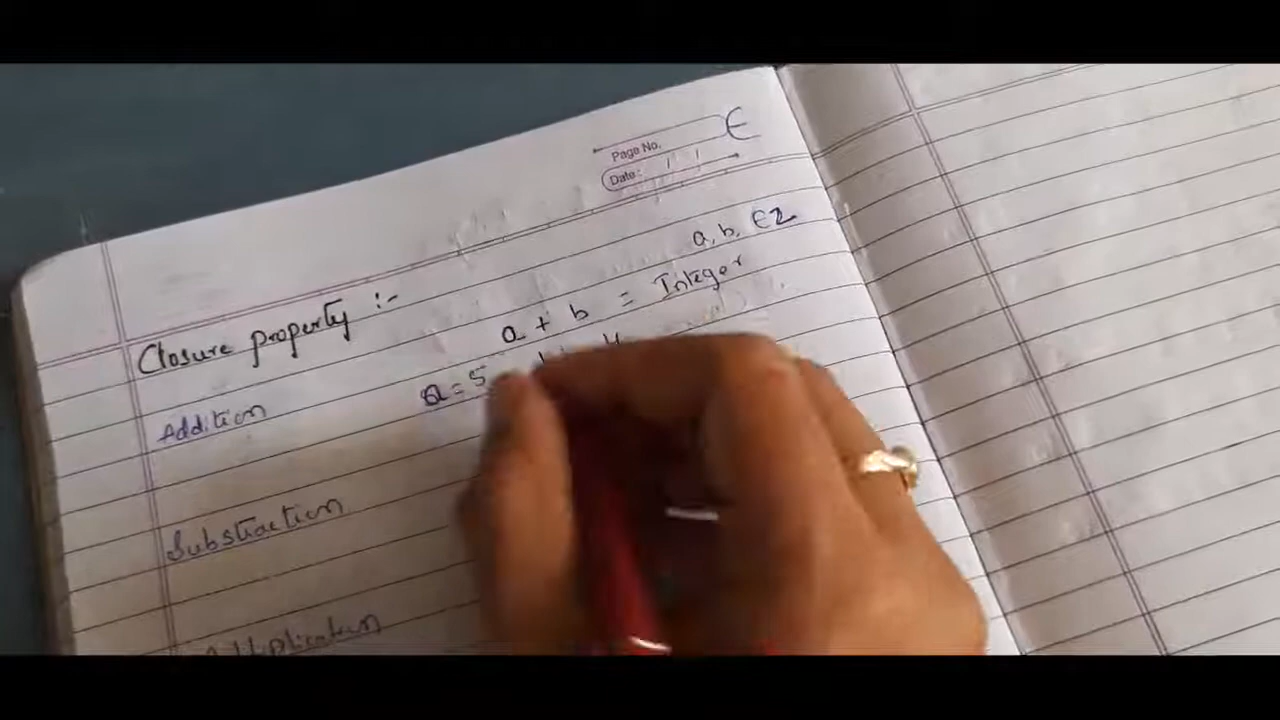 Page No.
Date: / /
∈
a, b, ∈ Z
Closure property :-
a + b = Integer
Addition
a = 5
Substraction